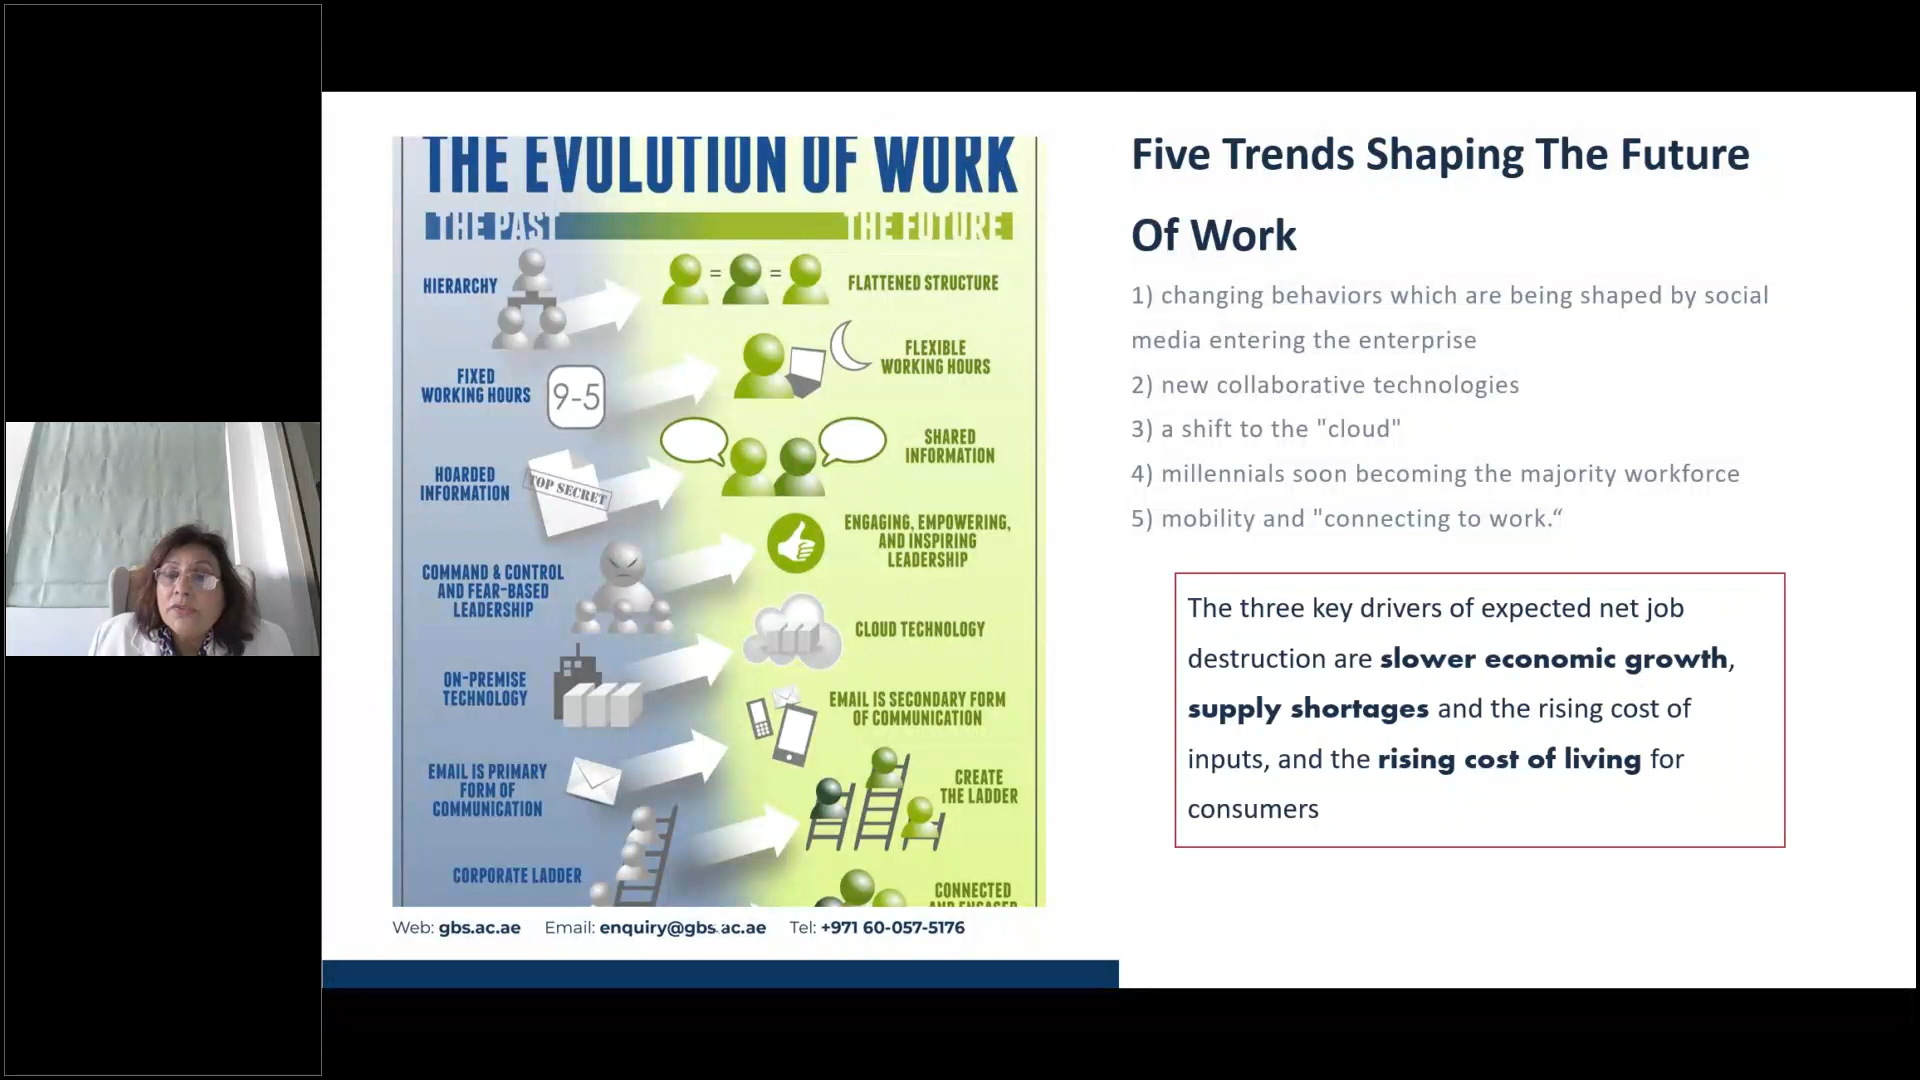 THE EVOLUTION OF WORK
THE PAST
THE FUTURE
HIERARCHY
FLATTENED STRUCTURE
FIXED
WORKING HOURS
9-5
FLEXIBLE
WORKING HOURS
HOARDED
INFORMATION
TOP SECRET
SHARED
INFORMATION
COMMAND & CONTROL
AND FEAR-BASED
LEADERSHIP
ENGAGING, EMPOWERING,
AND INSPIRING
LEADERSHIP
ON-PREMISE
TECHNOLOGY
CLOUD TECHNOLOGY
EMAIL IS PRIMARY
FORM OF
COMMUNICATION
EMAIL IS SECONDARY FORM
OF COMMUNICATION
CORPORATE LADDER
CREATE
THE LADDER
CONNECTED
AND ENGAGED
Web: gbs.ac.ae Email: enquiry@gbs.ac.ae Tel: +971 60-057-5176
Five Trends Shaping The Future
Of Work
1) changing behaviors which are being shaped by social
media entering the enterprise
2) new collaborative technologies
3) a shift to the "cloud"
4) millennials soon becoming the majority workforce
5) mobility and "connecting to work.“
The three key drivers of expected net job
destruction are slower economic growth,
supply shortages and the rising cost of
inputs, and the rising cost of living for
consumers